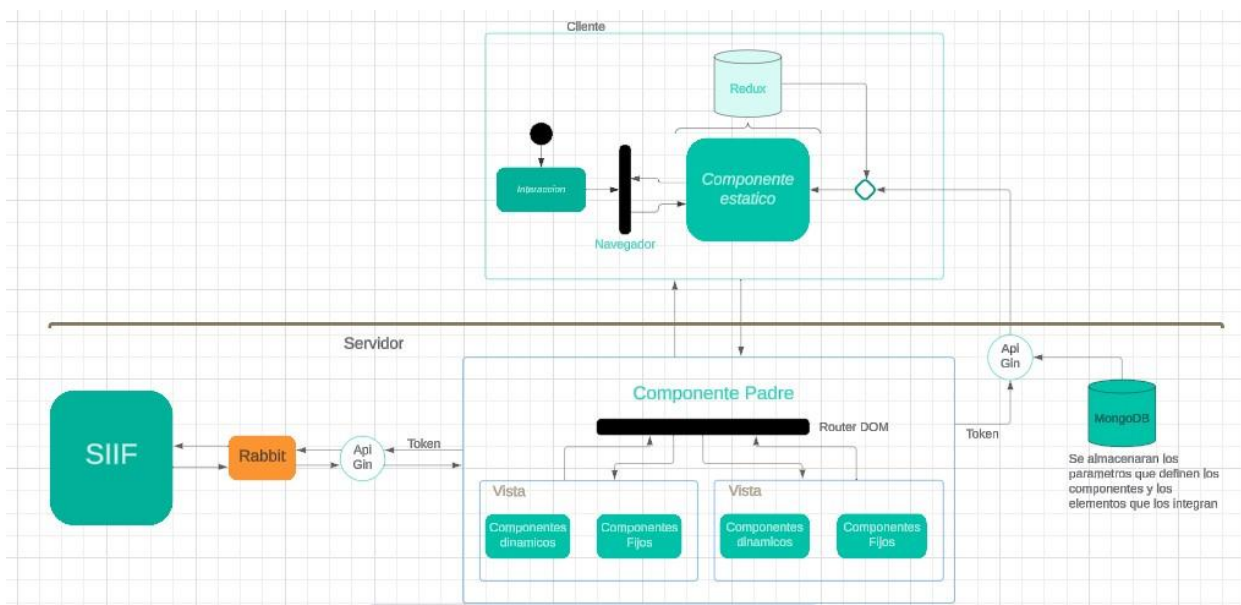 Cliente
Redux
Interaccion
Componente
estatico
Navegador
Servidor
Api
Gin
Componente Padre
MongoDB
Router DOM
Token
SIIF
Rabbit
Api
Gin
Token
Se almacenaran los
parametros que definen los
componentes y los
elementos que los integran
Vista
Vista
Componentes
dinamicos
Componentes
Fijos
Componentes
dinamicos
Componentes
Fijos